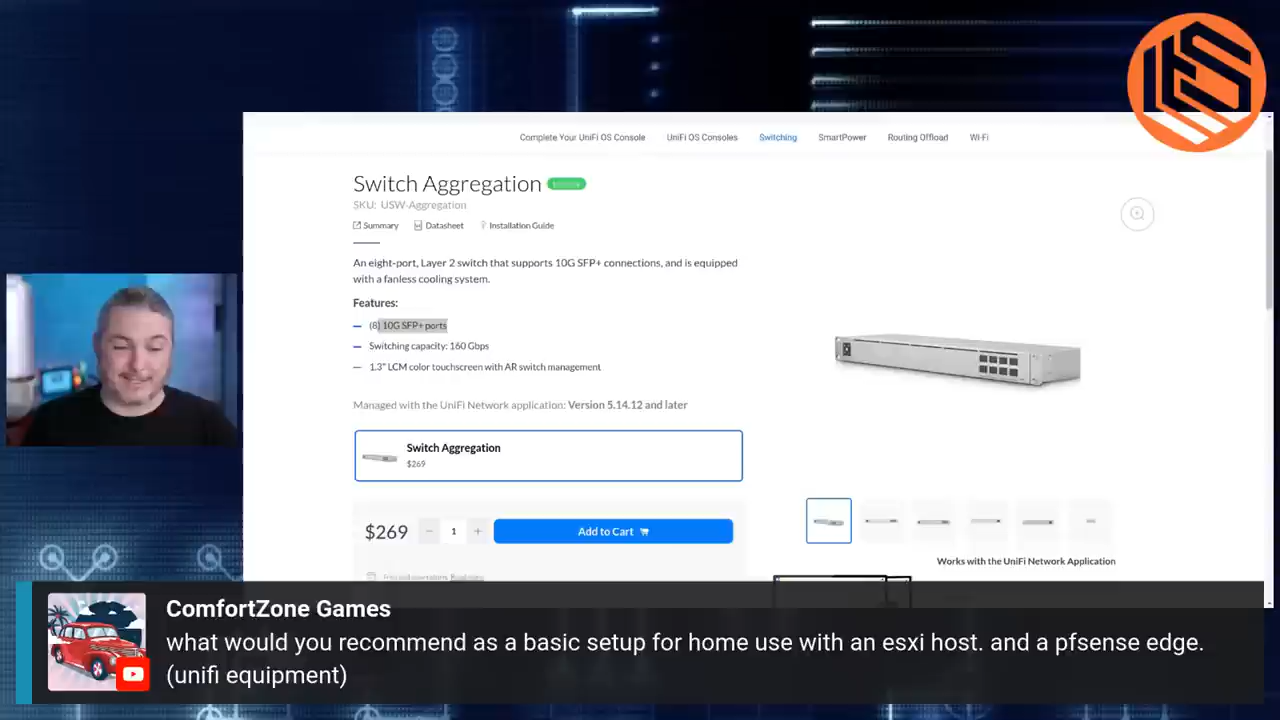 Complete Your UniFi OS Console UniFi OS Consoles Switching SmartPower Routing Offload Wi-Fi
Switch Aggregation
SKU: USW-Aggregation
Summary Datasheet Installation Guide
An eight-port, Layer 2 switch that supports 10G SFP+ connections, and is equipped
with a fanless cooling system.
Features:
(8) 10G SFP+ ports
Switching capacity: 160 Gbps
1.3" LCM color touchscreen with AR switch management
Managed with the UniFi Network application: Version 5.14.12 and later
Switch Aggregation
$269
$269 − 1 + Add to Cart
Works with the UniFi Network Application
ComfortZone Games
what would you recommend as a basic setup for home use with an esxi host. and a pfsense edge.
(unifi equipment)